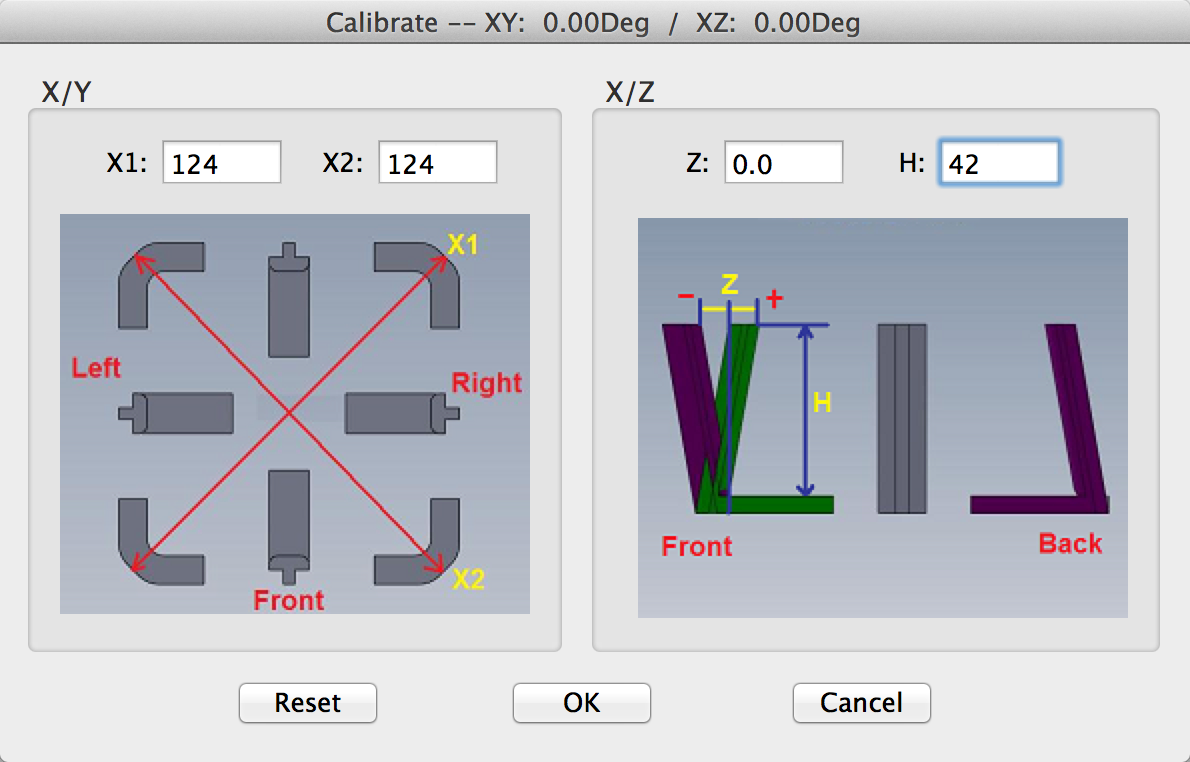 Calibrate -- XY: 0.00Deg / XZ: 0.00Deg
X/Y
X1: 124 X2: 124
X1
Left
Right
X2
Front
X/Z
Z: 0.0 H: 42
Z
- +
H
Front
Back
Reset OK Cancel